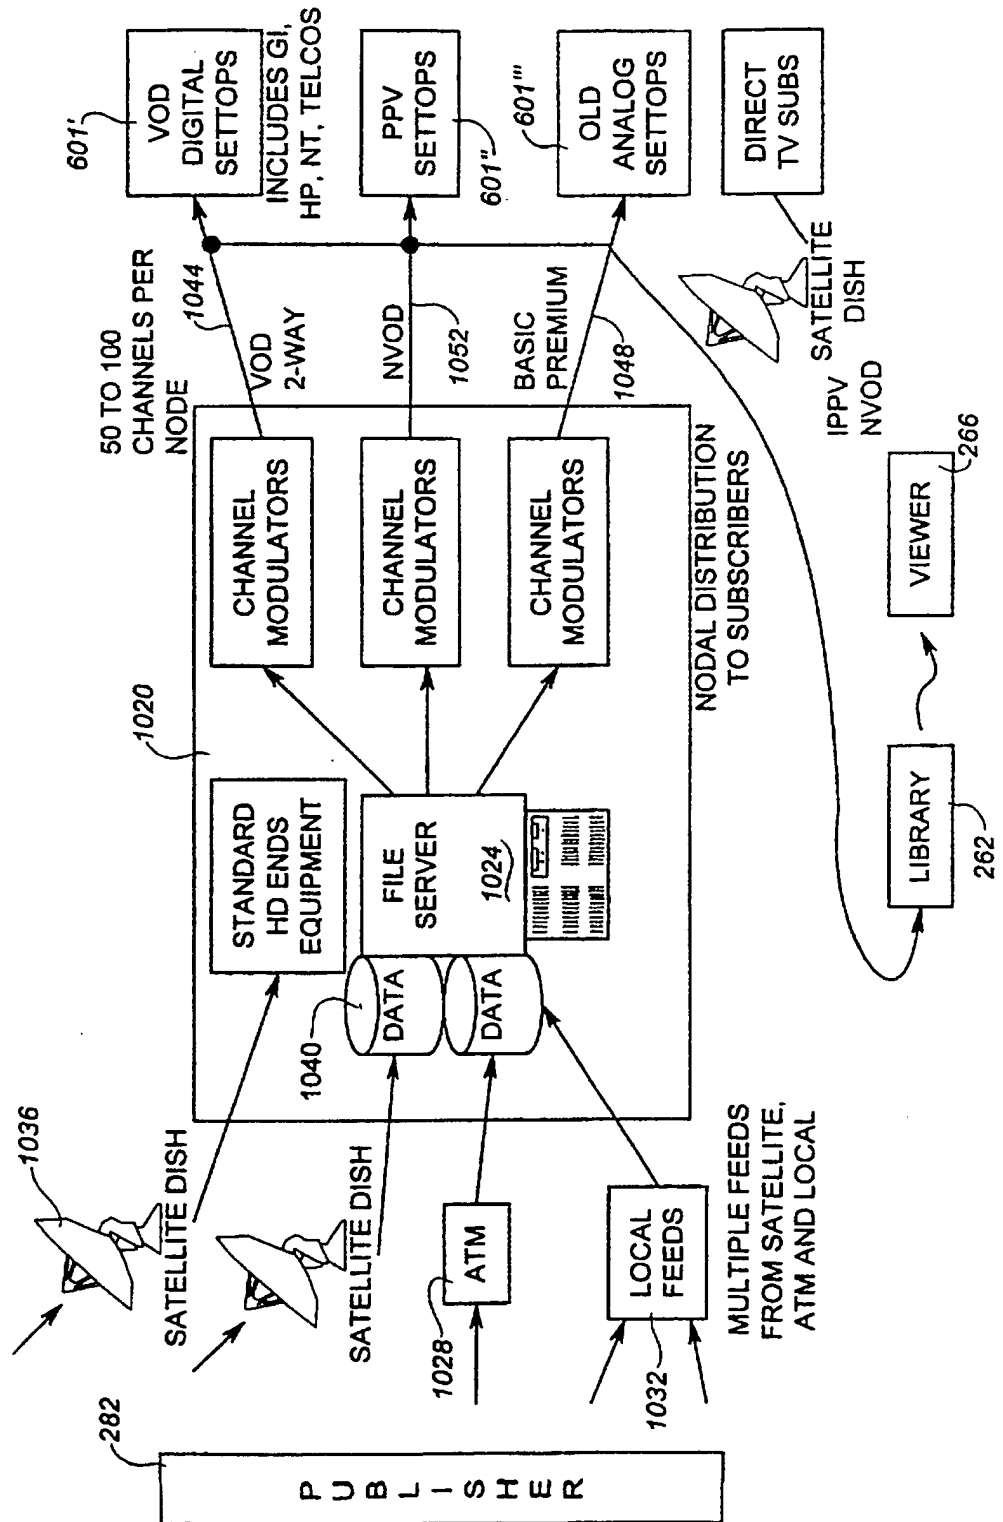 282
PUBLISHER
1036
SATELLITE DISH
SATELLITE DISH
1028
ATM
1032
LOCAL
FEEDS
MULTIPLE FEEDS
FROM SATELLITE,
ATM AND LOCAL
1020
STANDARD
HD ENDS
EQUIPMENT
1040
DATA
DATA
FILE
SERVER
1024
CHANNEL
MODULATORS
CHANNEL
MODULATORS
CHANNEL
MODULATORS
NODAL DISTRIBUTION
TO SUBSCRIBERS
50 TO 100
CHANNELS PER
NODE
1044
VOD
2-WAY
NVOD
1052
BASIC
PREMIUM
1048
601'
VOD
DIGITAL
SETTOPS
INCLUDES GI,
HP, NT, TELCOS
PPV
SETTOPS
601''
601'''
OLD
ANALOG
SETTOPS
DIRECT
TV SUBS
SATELLITE
DISH
IPPV
NVOD
LIBRARY
262
VIEWER
266